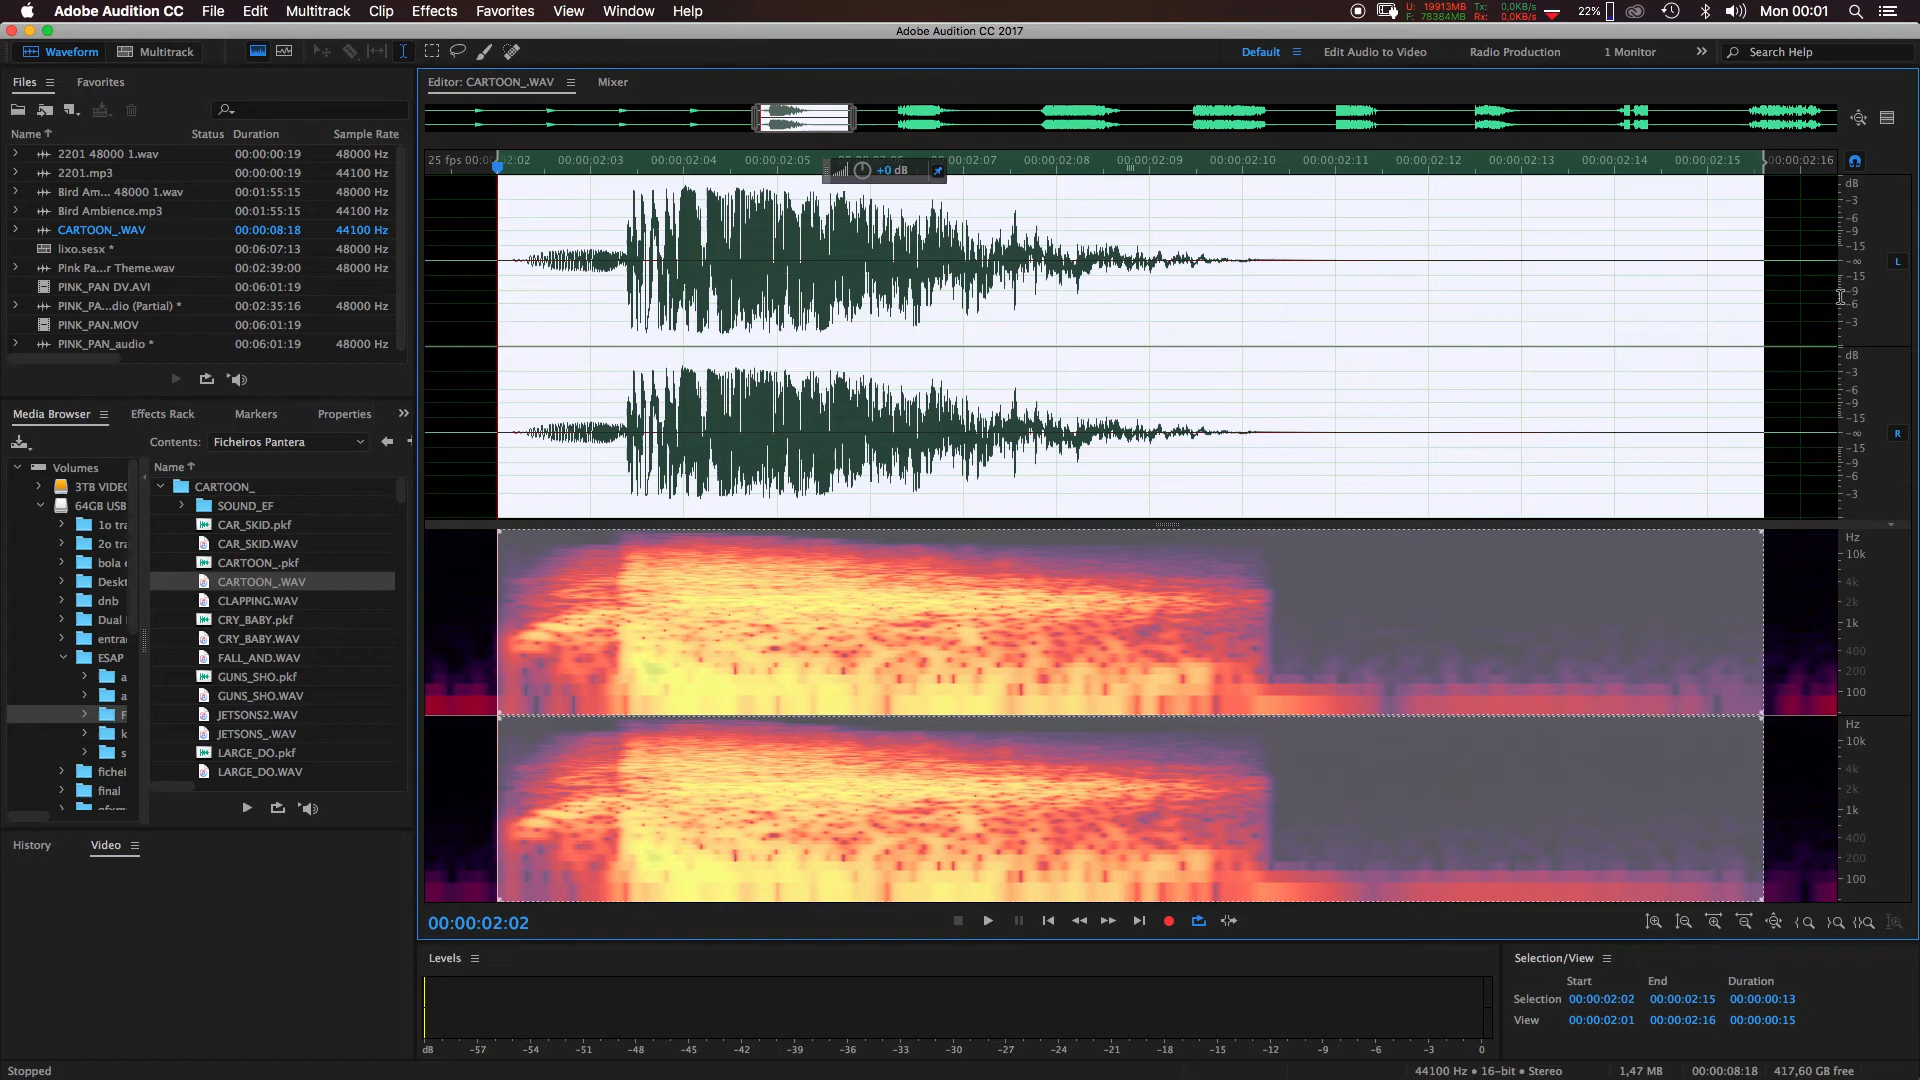 Adobe Audition CC File Edit Multitrack Clip Effects Favorites View Window Help
U: 19913MB Tx: 0,0KB/s
F: 78384MB Rx: 0,0KB/s
22% Mon 00:01
Adobe Audition CC 2017
Waveform Multitrack
Default Edit Audio to Video Radio Production 1 Monitor Search Help
Files Favorites
Name Status Duration Sample Rate
2201 48000 1.wav 00:00:00:19 48000 Hz
2201.mp3 00:00:00:19 44100 Hz
Bird Am... 48000 1.wav 00:01:55:15 48000 Hz
Bird Ambience.mp3 00:01:55:15 44100 Hz
CARTOON_.WAV 00:00:08:18 44100 Hz
lixo.sesx * 00:06:07:13 48000 Hz
Pink Pa...r Theme.wav 00:02:39:00 48000 Hz
PINK_PAN DV.AVI 00:06:01:19
PINK_PA...dio (Partial) * 00:02:35:16 48000 Hz
PINK_PAN.MOV 00:06:01:19
PINK_PAN_audio * 00:06:01:19 48000 Hz
Media Browser Effects Rack Markers Properties
Contents: Ficheiros Pantera
Volumes
3TB VIDEO
64GB USB
1o tra
2o tra
bola e
Deskt
dnb
Dual
entra
ESAP
a
a
F
k
s
fichei
final
Name
CARTOON_
SOUND_EF
CAR_SKID.pkf
CAR_SKID.WAV
CARTOON_.pkf
CARTOON_.WAV
CLAPPING.WAV
CRY_BABY.pkf
CRY_BABY.WAV
FALL_AND.WAV
GUNS_SHO.pkf
GUNS_SHO.WAV
JETSONS2.WAV
JETSONS_.WAV
LARGE_DO.pkf
LARGE_DO.WAV
History Video
Editor: CARTOON_.WAV Mixer
25 fps 00:00:02:02 00:00:02:03 00:00:02:04 00:00:02:05 00:00:02:07 00:00:02:08 00:00:02:09 00:00:02:10 00:00:02:11 00:00:02:12 00:00:02:13 00:00:02:14 00:00:02:15 00:00:02:16
+0 dB
dB
-3
-6
-9
-15
-∞
-15
-9
-6
-3
L
dB
-3
-6
-9
-15
-∞
-15
-9
-6
-3
R
Hz
10k
4k
2k
1k
400
200
100
Hz
10k
4k
2k
1k
400
200
100
00:00:02:02
Levels
dB -57 -54 -51 -48 -45 -42 -39 -36 -33 -30 -27 -24 -21 -18 -15 -12 -9 -6 -3 0
Selection/View
Start End Duration
Selection 00:00:02:02 00:00:02:15 00:00:00:13
View 00:00:02:01 00:00:02:16 00:00:00:15
Stopped
44100 Hz • 16-bit • Stereo 1,47 MB 00:00:08:18 417,60 GB free